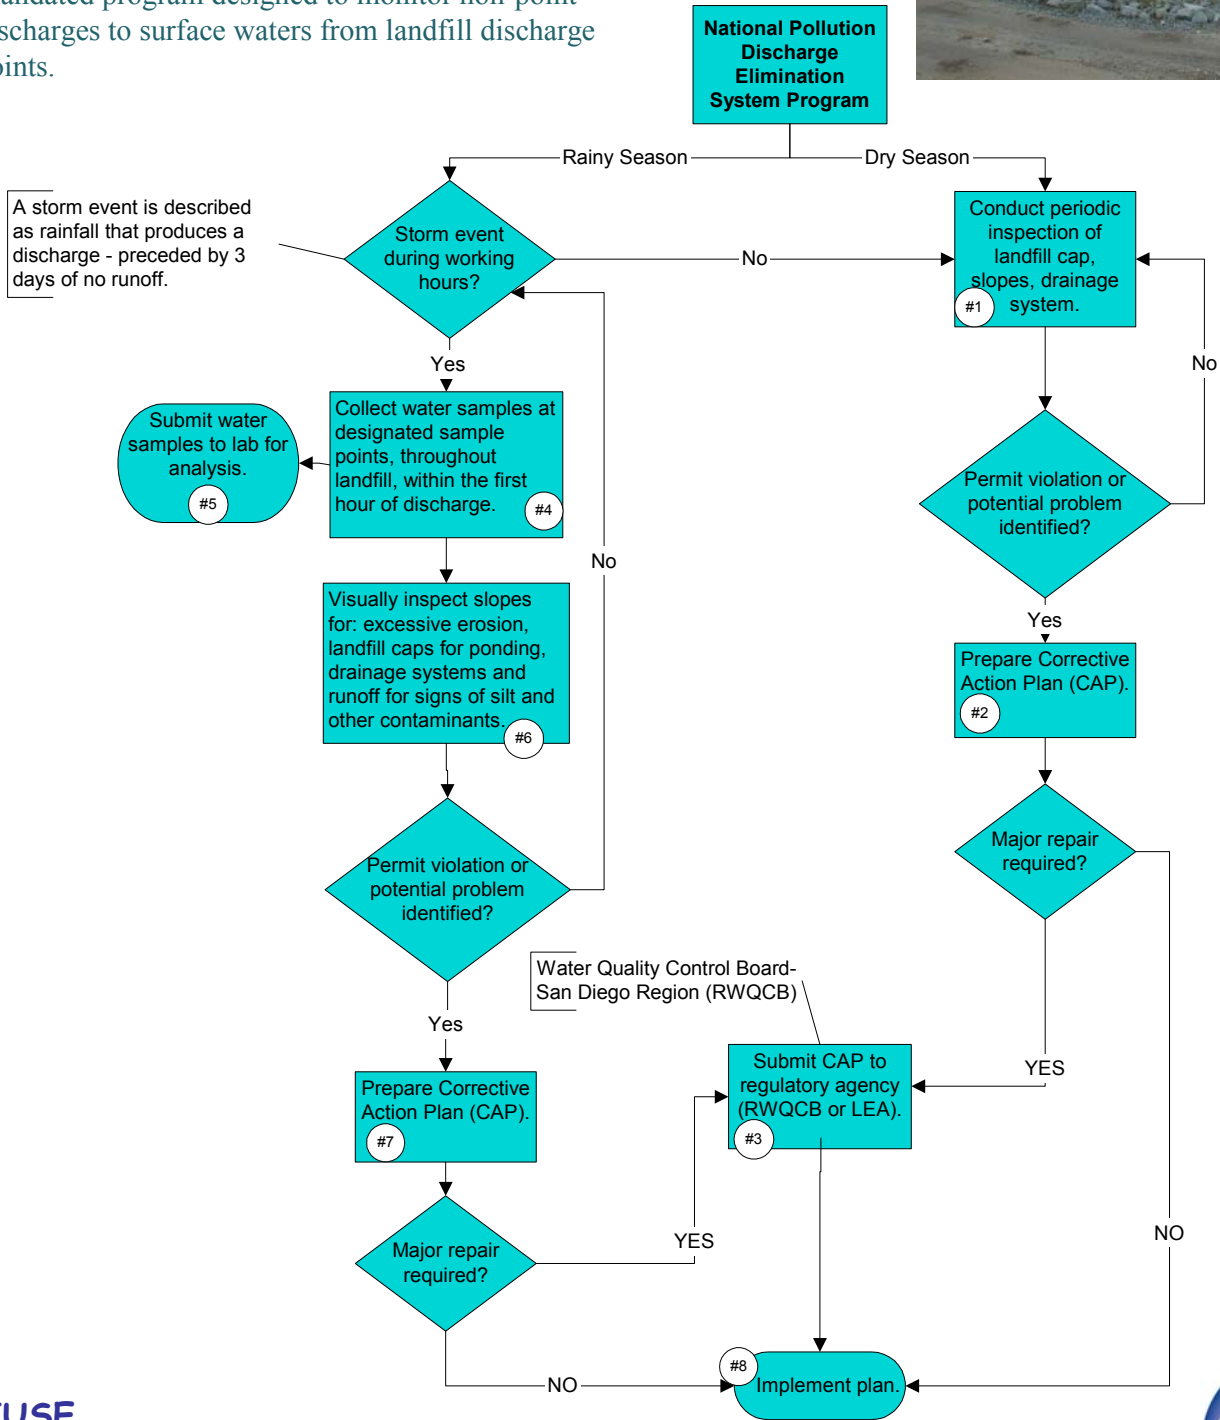 discharges to surface waters from landfill discharge
points.
National Pollution
Discharge
Elimination
System Program
Rainy Season
Dry Season
A storm event is described
as rainfall that produces a
discharge - preceded by 3
days of no runoff.
Storm event
during working
hours?
No
Conduct periodic
inspection of
landfill cap,
slopes, drainage
system.
#1
No
Yes
Submit water
samples to lab for
analysis.
#5
Collect water samples at
designated sample
points, throughout
landfill, within the first
hour of discharge.
#4
Permit violation or
potential problem
identified?
No
Visually inspect slopes
for: excessive erosion,
landfill caps for ponding,
drainage systems and
runoff for signs of silt and
other contaminants.
#6
Yes
Prepare Corrective
Action Plan (CAP).
#2
Permit violation or
potential problem
identified?
Major repair
required?
Water Quality Control Board-
San Diego Region (RWQCB)
Yes
Submit CAP to
regulatory agency
(RWQCB or LEA).
#3
YES
Prepare Corrective
Action Plan (CAP).
#7
YES
NO
Major repair
required?
#8
NO
Implement plan.